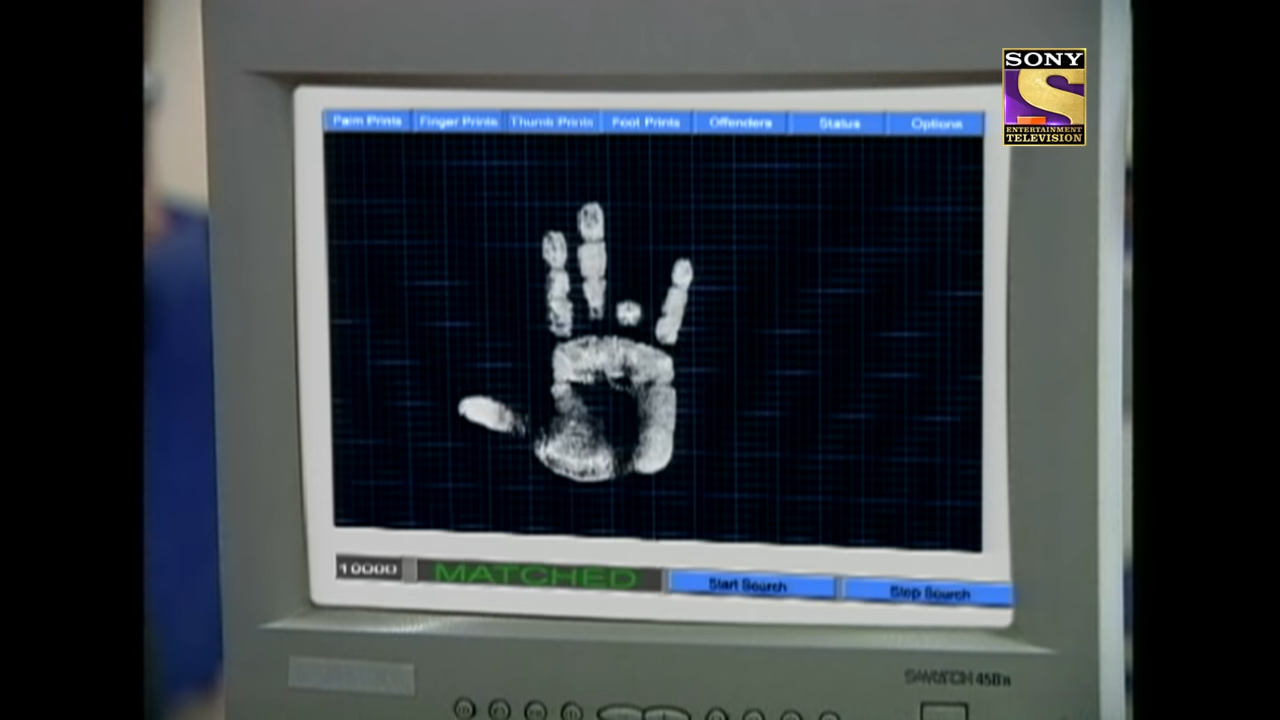 SONY
ENTERTAINMENT
TELEVISION
Palm Prints Finger Prints Thumb Prints Foot Prints Offenders Status Options
10000 MATCHED Start Search Stop Search